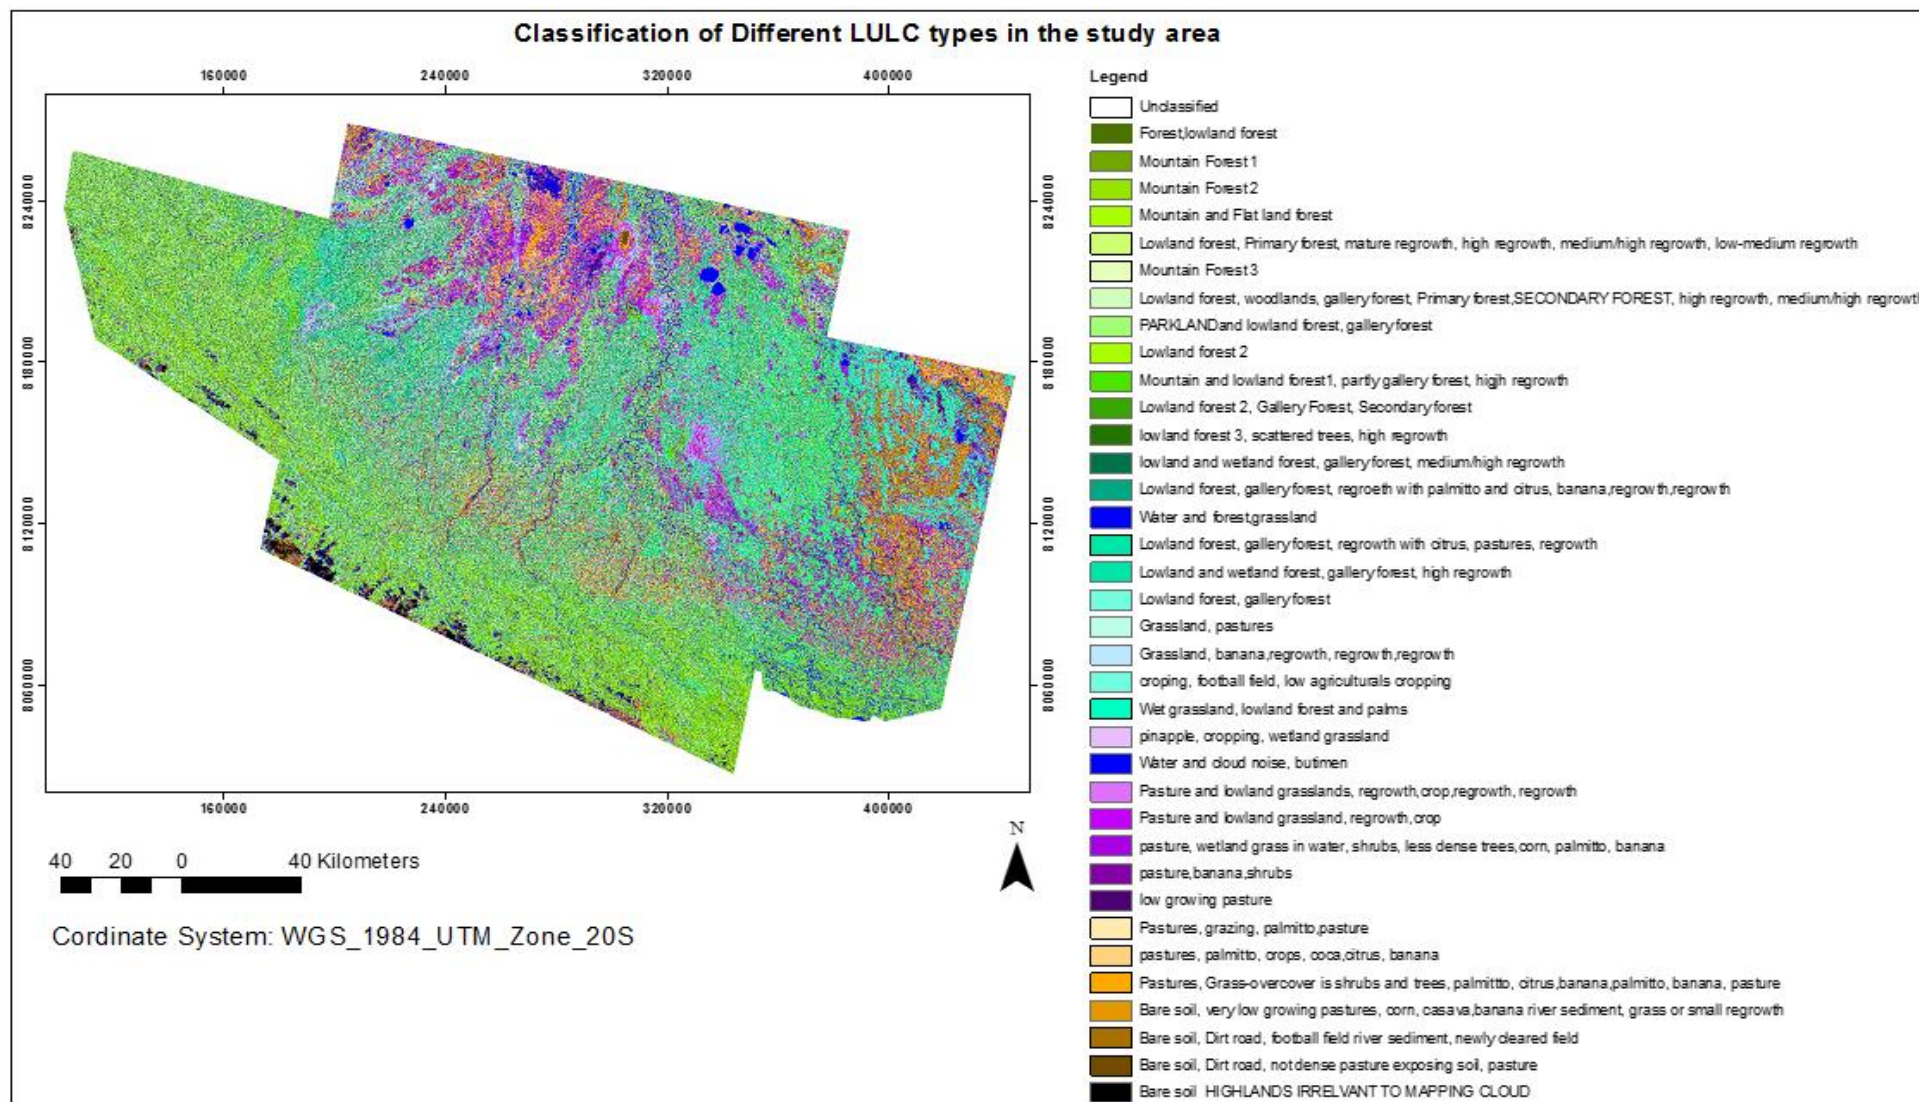 Classification of Different LULC types in the study area
160000 240000 320000 400000
8240000 8240000
8180000 8180000
8120000 8120000
8060000 8060000
160000 240000 320000 400000
N
40 20 0 40 Kilometers
Cordinate System: WGS_1984_UTM_Zone_20S
Legend
Unclassified
Forest,lowland forest
Mountain Forest 1
Mountain Forest 2
Mountain and Flat land forest
Lowland forest, Primary forest, mature regrowth, high regrowth, medium/high regrowth, low-medium regrowth
Mountain Forest 3
Lowland forest, woodlands, gallery forest, Primary forest,SECONDARY FOREST, high regrowth, medium/high regrowth
PARKLAND and lowland forest, gallery forest
Lowland forest 2
Mountain and lowland forest1, partly gallery forest, higjh regrowth
Lowland forest 2, Gallery Forest, Secondary forest
lowland forest 3, scattered trees, high regrowth
lowland and wetland forest, gallery forest, medium/high regrowth
Lowland forest, gallery forest, regroeth with palmitto and citrus, banana,regrowth,regrowth
Water and forest,grassland
Lowland forest, gallery forest, regrowth with citrus, pastures, regrowth
Lowland and wetland forest, gallery forest, high regrowth
Lowland forest, gallery forest
Grassland, pastures
Grassland, banana,regrowth, regrowth,regrowth
croping, football field, low agriculturals cropping
Wet grassland, lowland forest and palms
pinapple, cropping, wetland grassland
Water and cloud noise, butimen
Pasture and lowland grasslands, regrowth,crop,regrowth, regrowth
Pasture and lowland grassland, regrowth,crop
pasture, wetland grass in water, shrubs, less dense trees,corn, palmitto, banana
pasture,banana,shrubs
low growing pasture
Pastures, grazing, palmitto,pasture
pastures, palmitto, crops, coca,citrus, banana
Pastures, Grass-overcover is shrubs and trees, palmittto, citrus,banana,palmitto, banana, pasture
Bare soil, very low growing pastures, corn, casava,banana river sediment, grass or small regrowth
Bare soil, Dirt road, football field river sediment, newly cleared field
Bare soil, Dirt road, not dense pasture exposing soil, pasture
Bare soil HIGHLANDS IRRELVANT TO MAPPING CLOUD